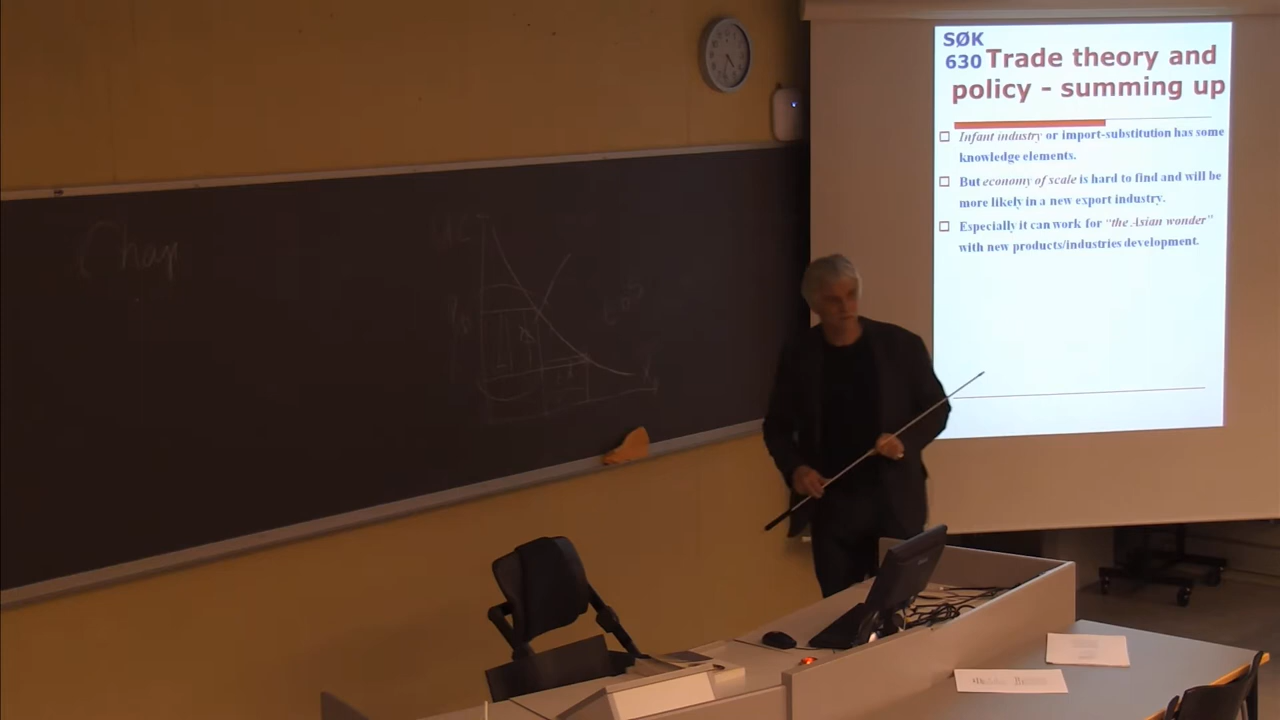 SØK
630 Trade theory and
policy - summing up
Infant industry or import-substitution has some
knowledge elements.
But economy of scale is hard to find and will be
more likely in a new export industry.
Especially it can work for "the Asian wonder"
with new products/industries development.
Chap